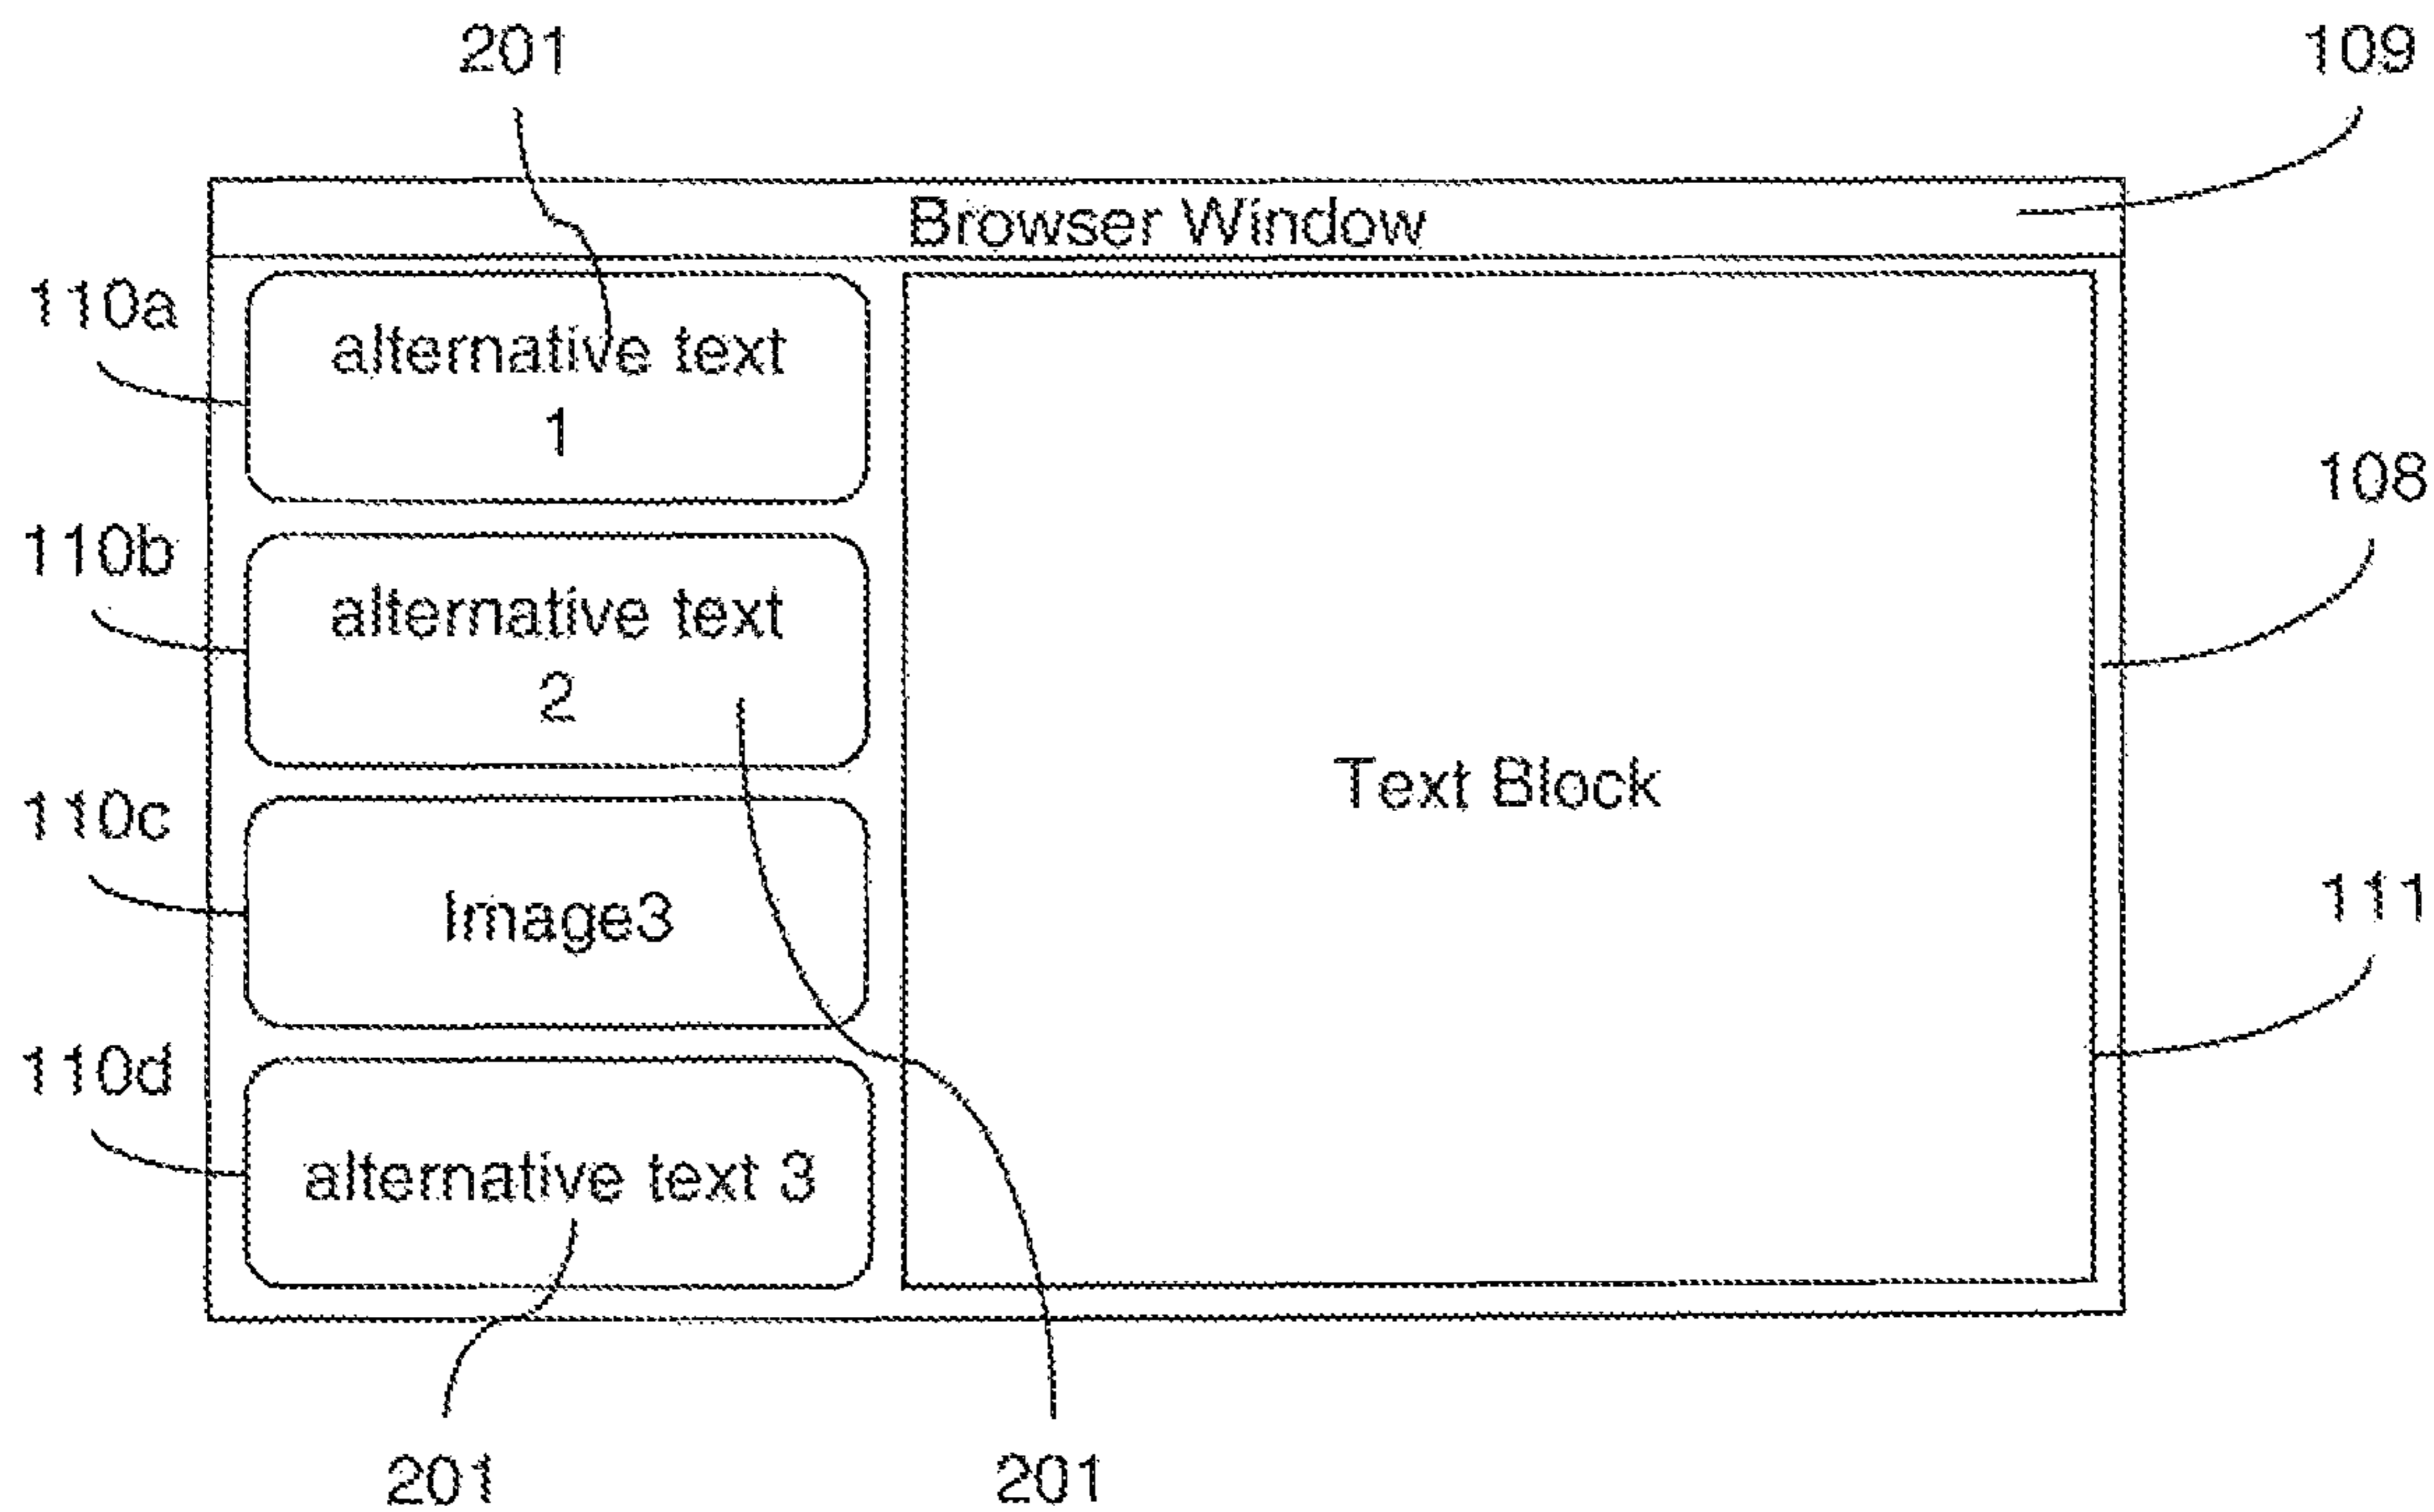 201
109
Browser Window
110a
alternative text
1
108
110b
alternative text
2
Text Block
110c
Image3
111
110d
alternative text 3
201
201